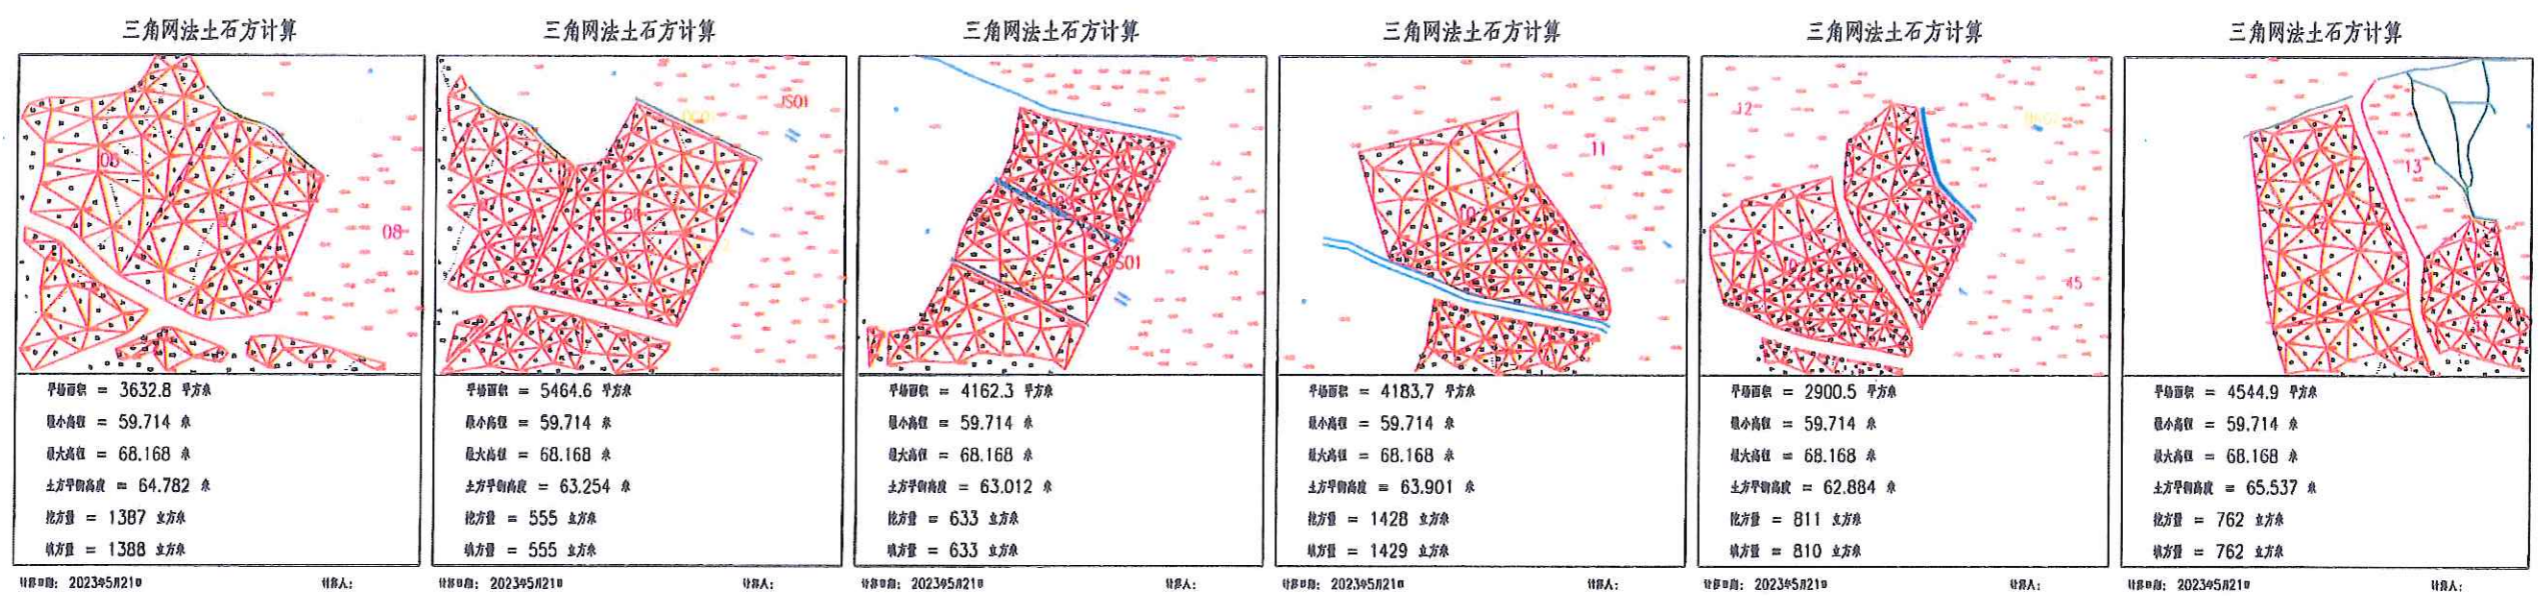 三角网法土石方计算
08
平场面积 = 3632.8 平方米
最小高程 = 59.714 米
最大高程 = 68.168 米
土方平衡高度 = 64.782 米
挖方量 = 1387 立方米
填方量 = 1388 立方米
计算日期: 2023年5月21日 计算人:
三角网法土石方计算
JS01
平场面积 = 5464.6 平方米
最小高程 = 59.714 米
最大高程 = 68.168 米
土方平衡高度 = 63.254 米
挖方量 = 555 立方米
填方量 = 555 立方米
计算日期: 2023年5月21日 计算人:
三角网法土石方计算
JS01
平场面积 = 4162.3 平方米
最小高程 = 59.714 米
最大高程 = 68.168 米
土方平衡高度 = 63.012 米
挖方量 = 633 立方米
填方量 = 633 立方米
计算日期: 2023年5月21日 计算人:
三角网法土石方计算
11
平场面积 = 4183.7 平方米
最小高程 = 59.714 米
最大高程 = 68.168 米
土方平衡高度 = 63.901 米
挖方量 = 1428 立方米
填方量 = 1429 立方米
计算日期: 2023年5月21日 计算人:
三角网法土石方计算
12
45
平场面积 = 2900.5 平方米
最小高程 = 59.714 米
最大高程 = 68.168 米
土方平衡高度 = 62.884 米
挖方量 = 811 立方米
填方量 = 810 立方米
计算日期: 2023年5月21日 计算人:
三角网法土石方计算
13
平场面积 = 4544.9 平方米
最小高程 = 59.714 米
最大高程 = 68.168 米
土方平衡高度 = 65.537 米
挖方量 = 762 立方米
填方量 = 762 立方米
计算日期: 2023年5月21日 计算人: